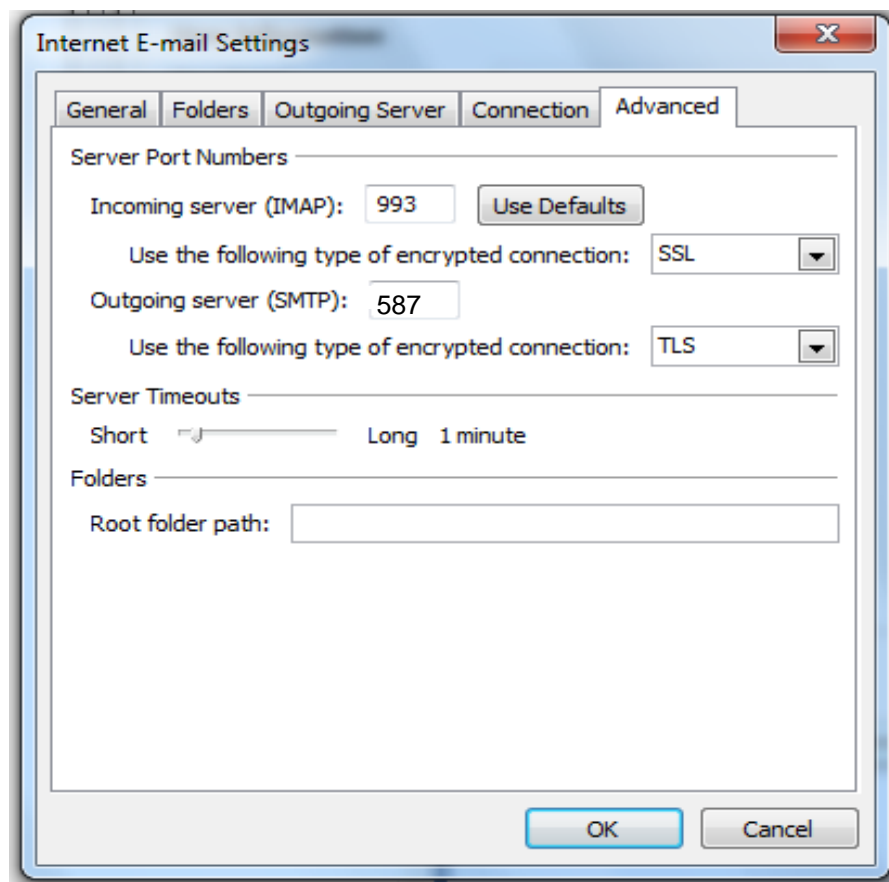 Internet E-mail Settings
General Folders Outgoing Server Connection Advanced
Server Port Numbers
Incoming server (IMAP): 993 Use Defaults
Use the following type of encrypted connection: SSL
Outgoing server (SMTP): 587
Use the following type of encrypted connection: TLS
Server Timeouts
Short Long 1 minute
Folders
Root folder path:
OK Cancel